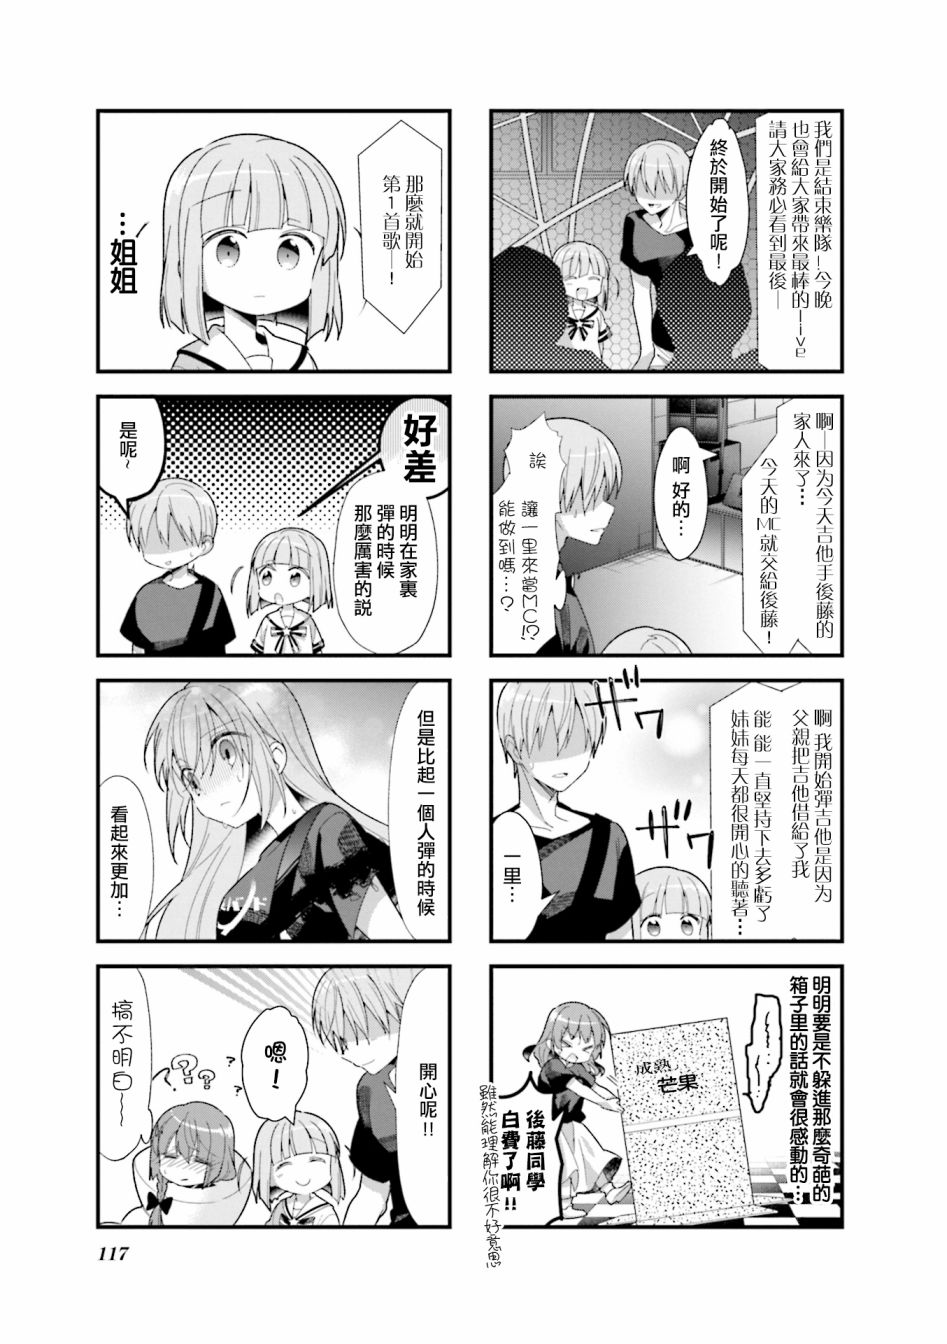 我們是結束樂隊！今晚
也會給大家帶來最棒的live
請大家務必看到最後—
終於開始了呢！
啊—因为今天吉他手後藤的
家人來了…
今天的MC就交給後藤！
啊 好的…
誒
讓一里來當MC!?
能做到嗎…？
啊 我開始彈吉他是因为
父親把吉他借給了我
能 能一直堅持下去多虧了
妹妹每天都很開心的聽著…
ザワ
ザワ
一里…
明明要是不躲進那麼奇葩的
箱子里的話就會很感動的…
成熟
芒果
後藤同學
白費了啊!!
雖然能理解你很不好意思
那麼就開始
第1首歌—！
…姐姐
好差
明明在家裏
彈的時候
那麼厲害的說
是呢~
但是比起一個人彈的時候
看起來更加…
開心呢!!
嗯！
搞不明白~
117